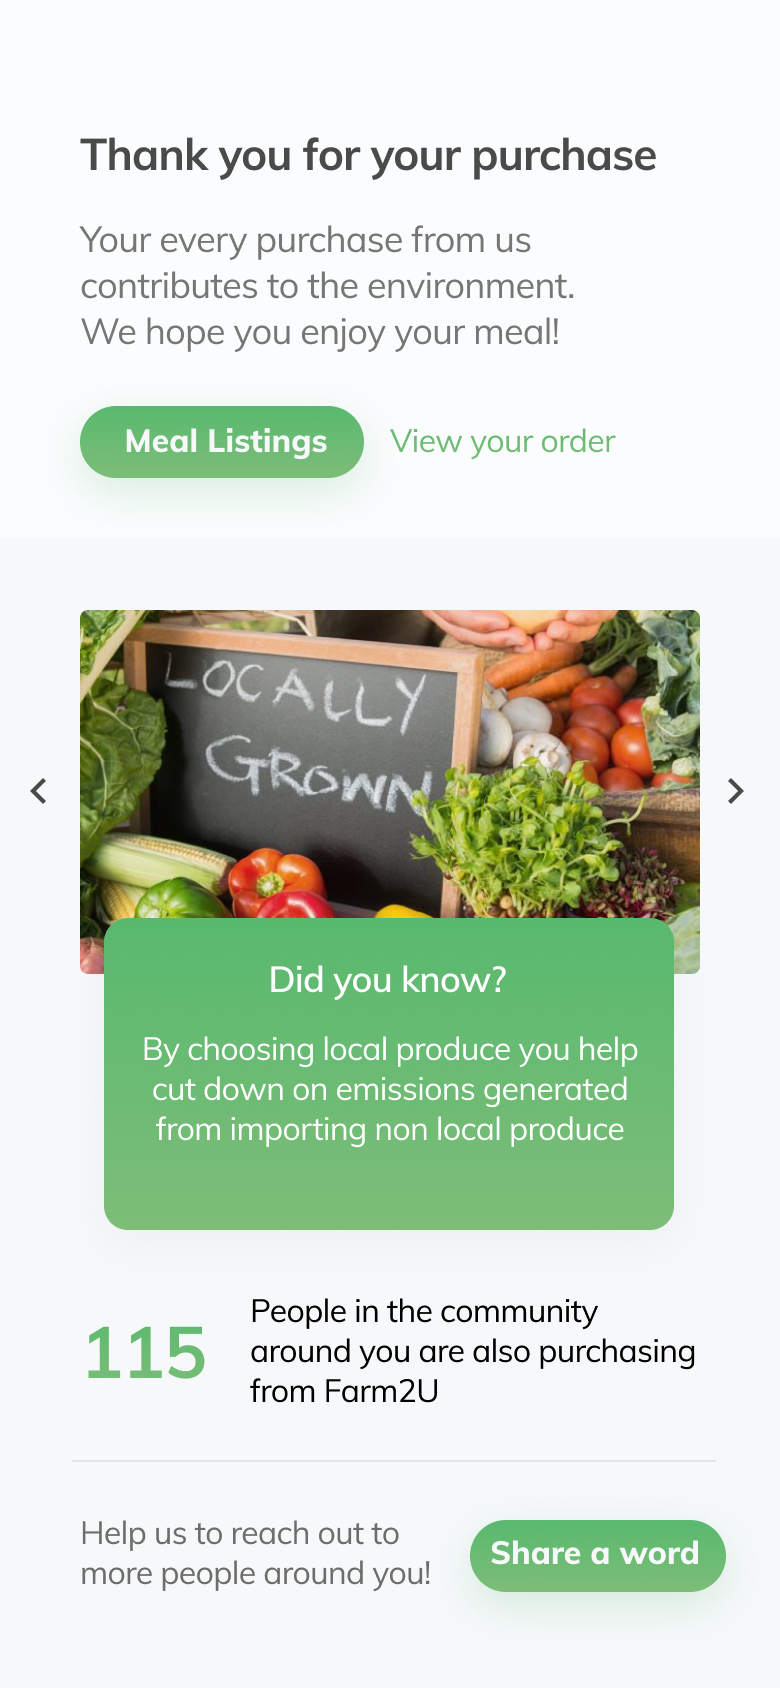 Thank you for your purchase
Your every purchase from us
contributes to the environment.
We hope you enjoy your meal!
Meal Listings
View your order
LOCALLY
GROWN
Did you know?
By choosing local produce you help
cut down on emissions generated
from importing non local produce
115
People in the community
around you are also purchasing
from Farm2U
Help us to reach out to
more people around you!
Share a word